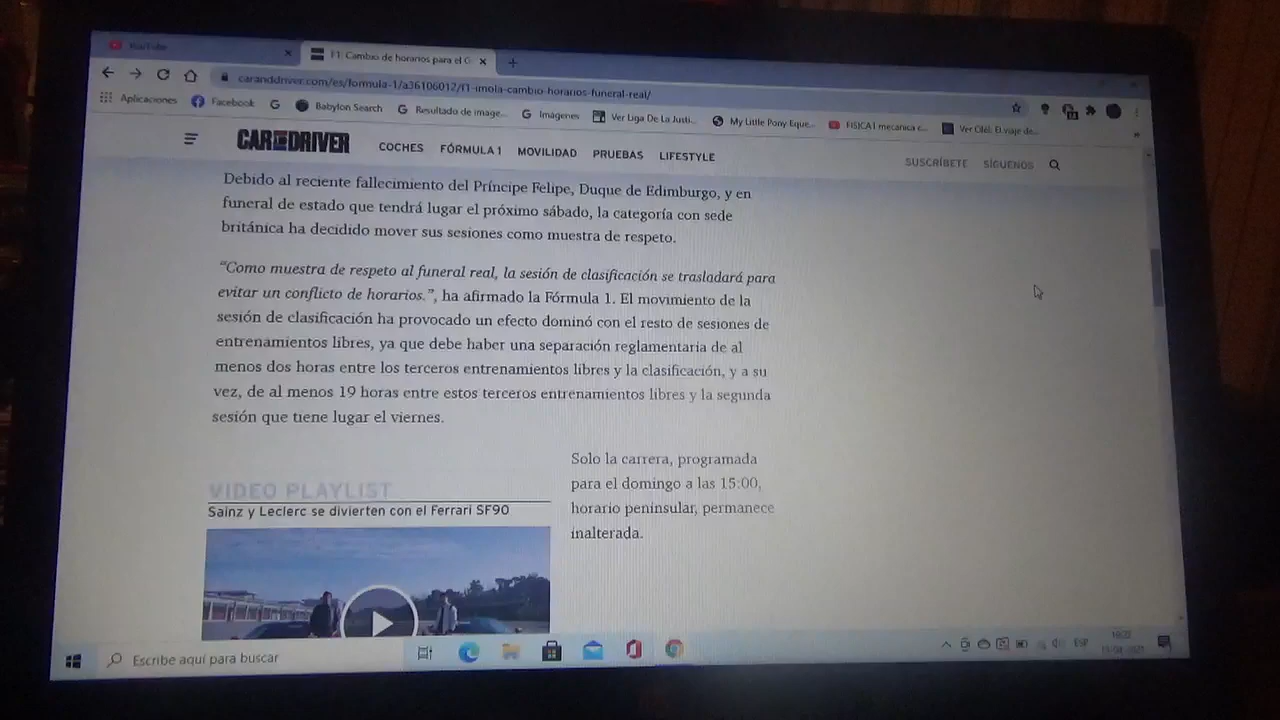 YouTube
F1: Cambio de horarios para el G
caranddriver.com/es/formula-1/a36106012/f1-imola-cambio-horarios-funeral-real/
Aplicaciones Facebook Babylon Search Resultado de image... Imágenes Ver Liga De La Justi... My Little Pony Eque... FISICA I mecanica c... Ver Olél: El viaje de...
CAR AND DRIVER COCHES FÓRMULA 1 MOVILIDAD PRUEBAS LIFESTYLE SUSCRÍBETE SÍGUENOS
Debido al reciente fallecimiento del Príncipe Felipe, Duque de Edimburgo, y en
funeral de estado que tendrá lugar el próximo sábado, la categoría con sede
británica ha decidido mover sus sesiones como muestra de respeto.
“Como muestra de respeto al funeral real, la sesión de clasificación se trasladará para
evitar un conflicto de horarios.”, ha afirmado la Fórmula 1. El movimiento de la
sesión de clasificación ha provocado un efecto dominó con el resto de sesiones de
entrenamientos libres, ya que debe haber una separación reglamentaria de al
menos dos horas entre los terceros entrenamientos libres y la clasificación, y a su
vez, de al menos 19 horas entre estos terceros entrenamientos libres y la segunda
sesión que tiene lugar el viernes.
Solo la carrera, programada
para el domingo a las 15:00,
horario peninsular, permanece
inalterada.
VIDEO PLAYLIST
Sainz y Leclerc se divierten con el Ferrari SF90
Escribe aquí para buscar
ESP